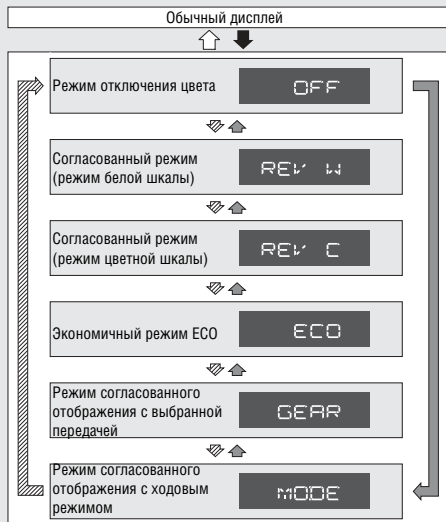 Обычный дисплей
Режим отключения цвета
OFF
Согласованный режим
(режим белой шкалы)
REV W
Согласованный режим
(режим цветной шкалы)
REV C
Экономичный режим ECO
ECO
Режим согласованного
отображения с выбранной
передачей
GEAR
Режим согласованного
отображения с ходовым
режимом
MODE